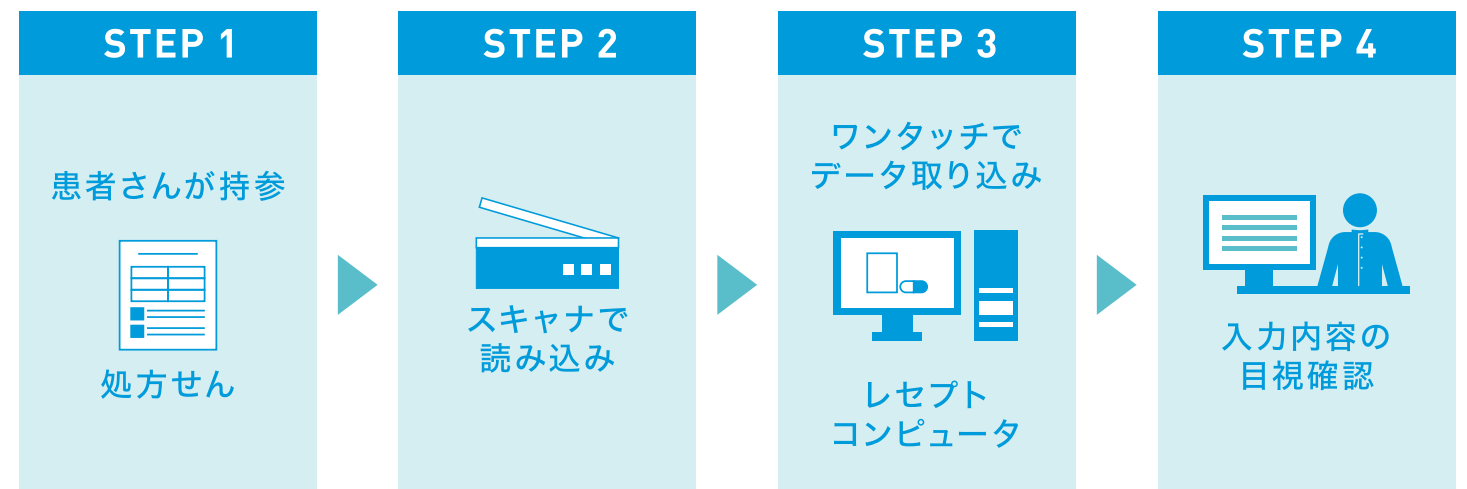 STEP 1
患者さんが持参
処方せん
STEP 2
スキャナで
読み込み
STEP 3
ワンタッチで
データ取り込み
レセプト
コンピュータ
STEP 4
入力内容の
目視確認